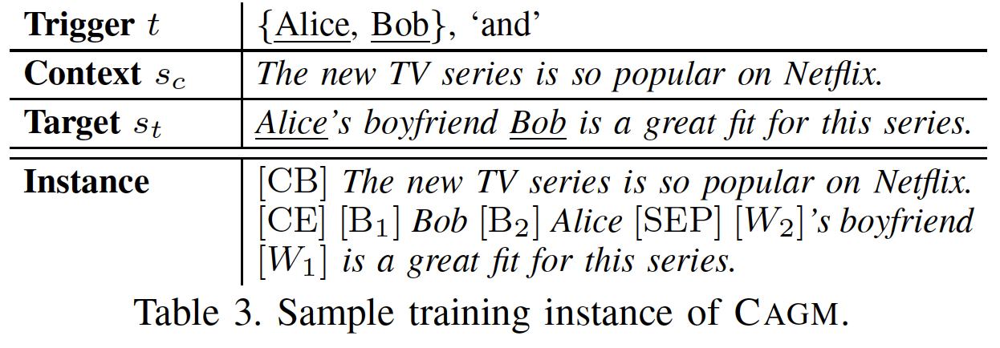 Trigger t {Alice, Bob}, ‘and’
Context s_c The new TV series is so popular on Netflix.
Target s_t Alice’s boyfriend Bob is a great fit for this series.
Instance [CB] The new TV series is so popular on Netflix.
[CE] [B_1] Bob [B_2] Alice [SEP] [W_2]’s boyfriend
[W_1] is a great fit for this series.
Table 3. Sample training instance of CAGM.